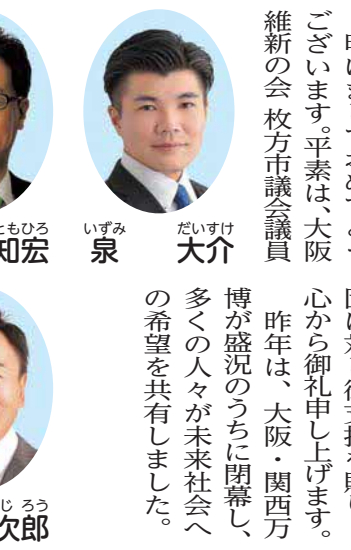 ございます。平素は、大阪
維新の会 枚方市議会議員
心から御礼申し上げます。
昨年は、大阪・関西万
博が盛況のうちに閉幕し、
多くの人々が未来社会へ
の希望を共有しました。
いずみ だいすけ
泉 大介
ともひろ
知宏
じろう
次郎